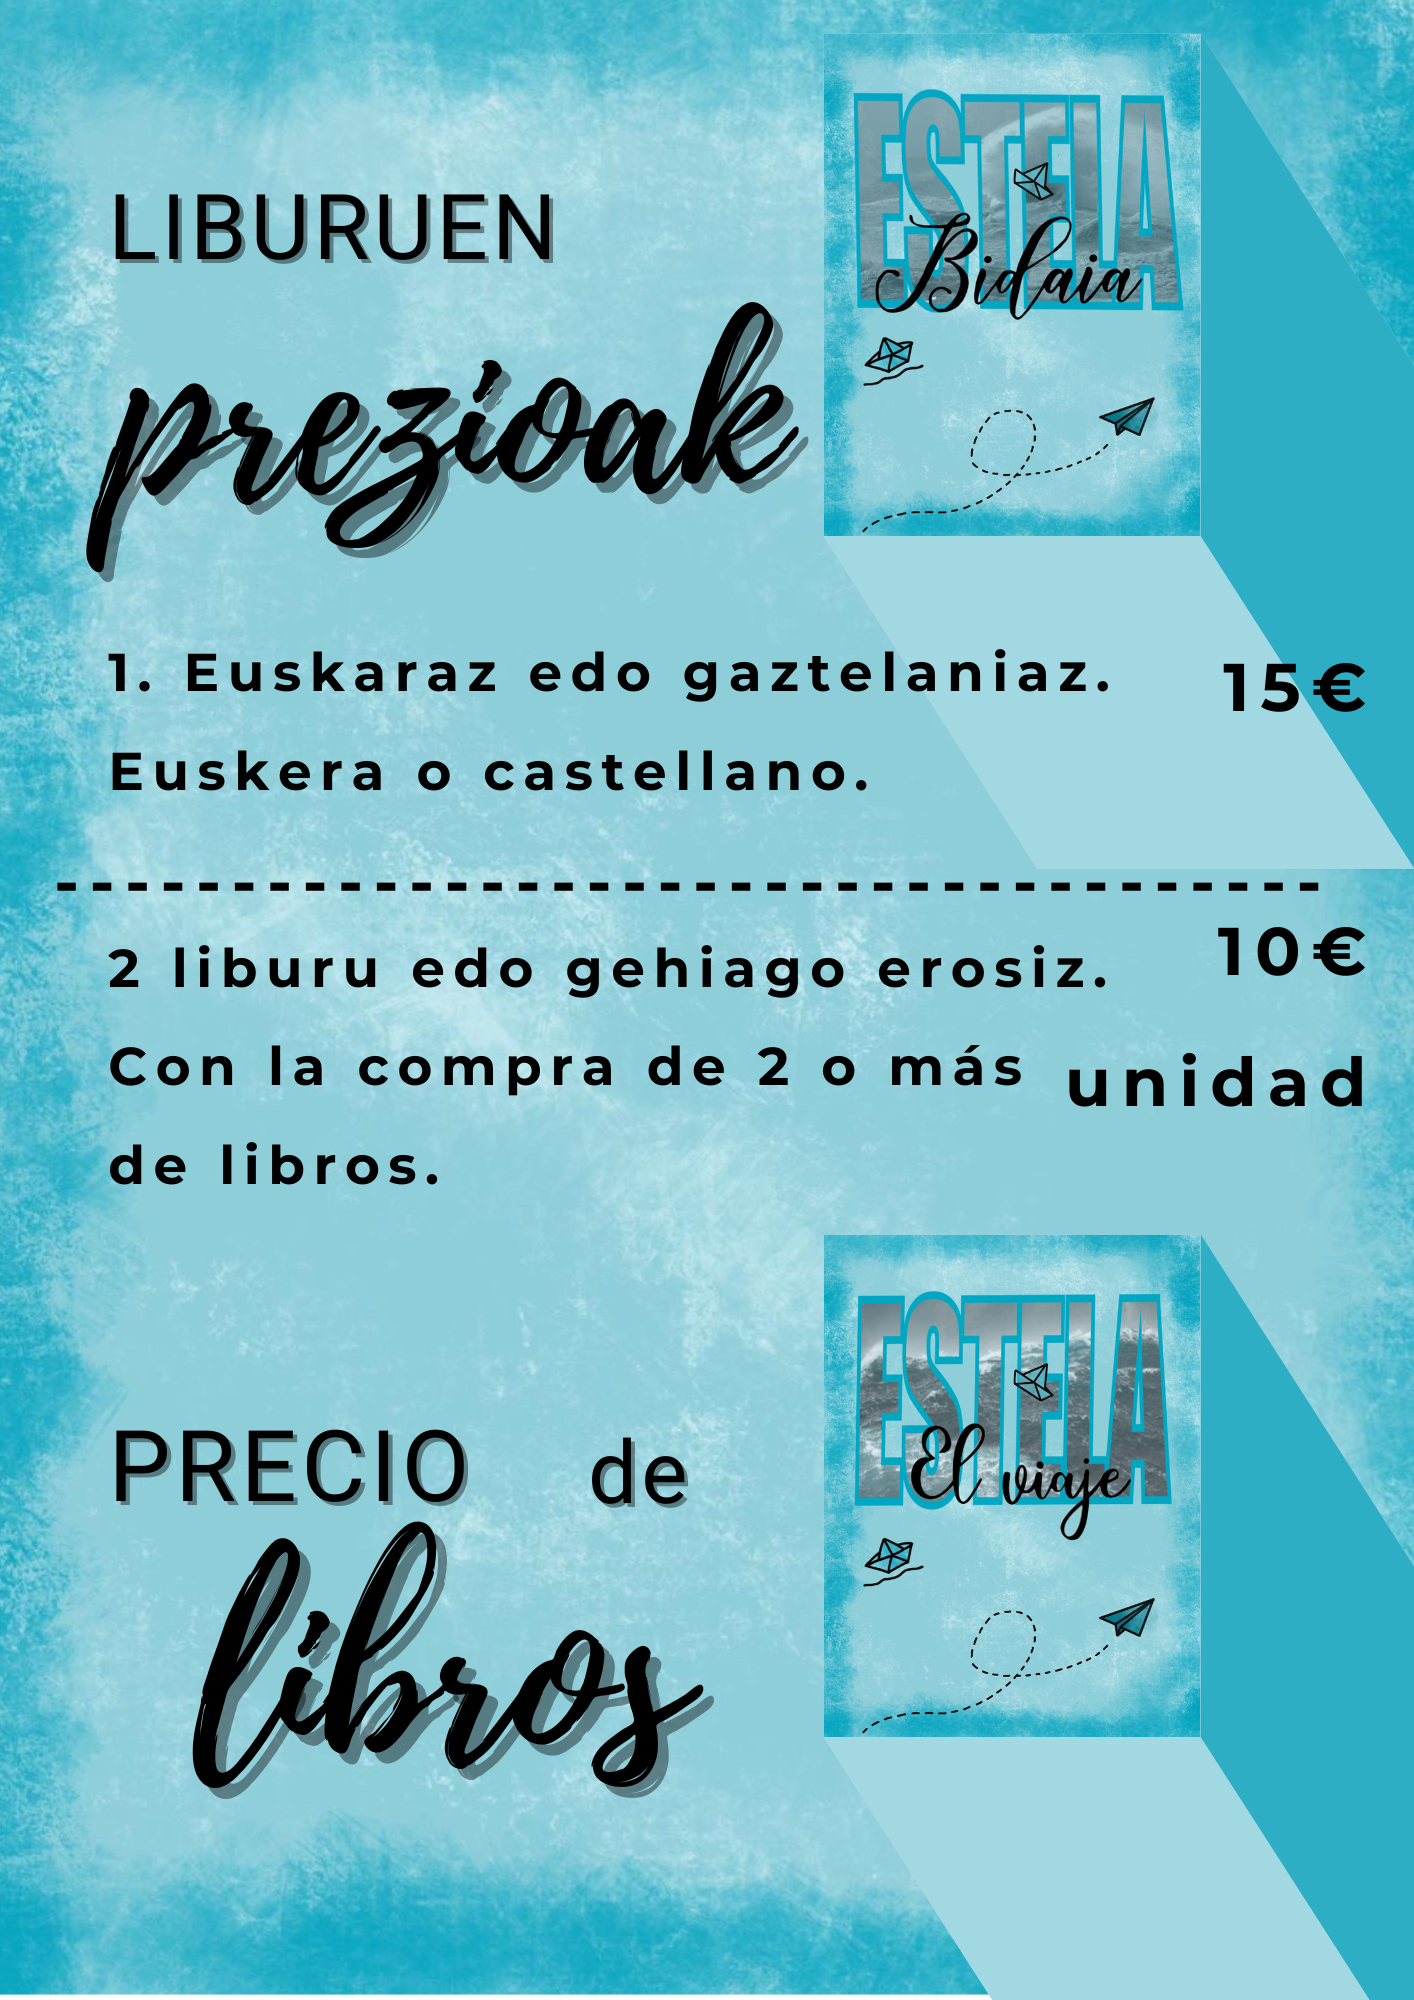 LIBURUEN
prezioak
ESTELA
Bidaia
1. Euskaraz edo gaztelaniaz.
15€
Euskera o castellano.
2 liburu edo gehiago erosiz.
10€
Con la compra de 2 o más
unidad
de libros.
PRECIO de
libros
ESTELA
El viaje